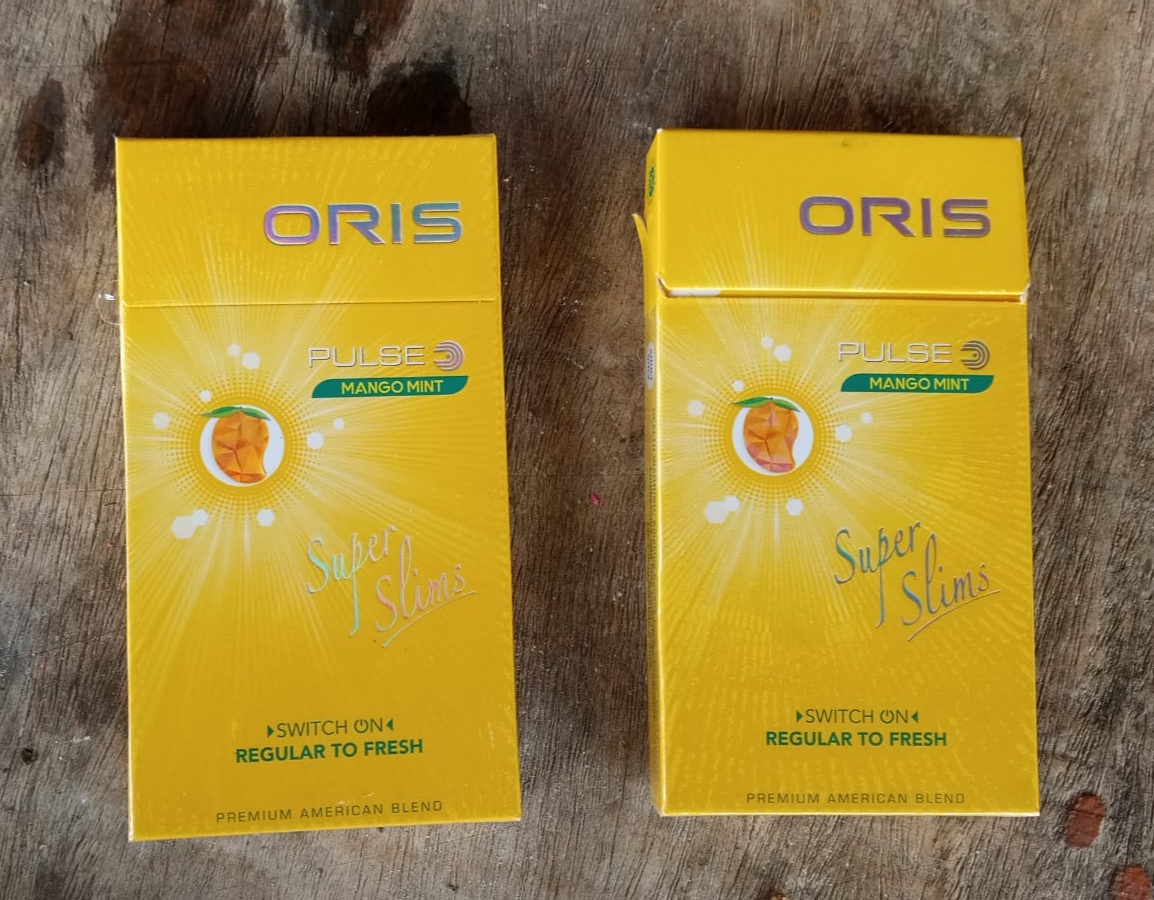 ORIS
PULSE
MANGO MINT
Super
Slims
SWITCH ON
REGULAR TO FRESH
PREMIUM AMERICAN BLEND
ORIS
PULSE
MANGO MINT
Super
Slims
SWITCH ON
REGULAR TO FRESH
PREMIUM AMERICAN BLEND